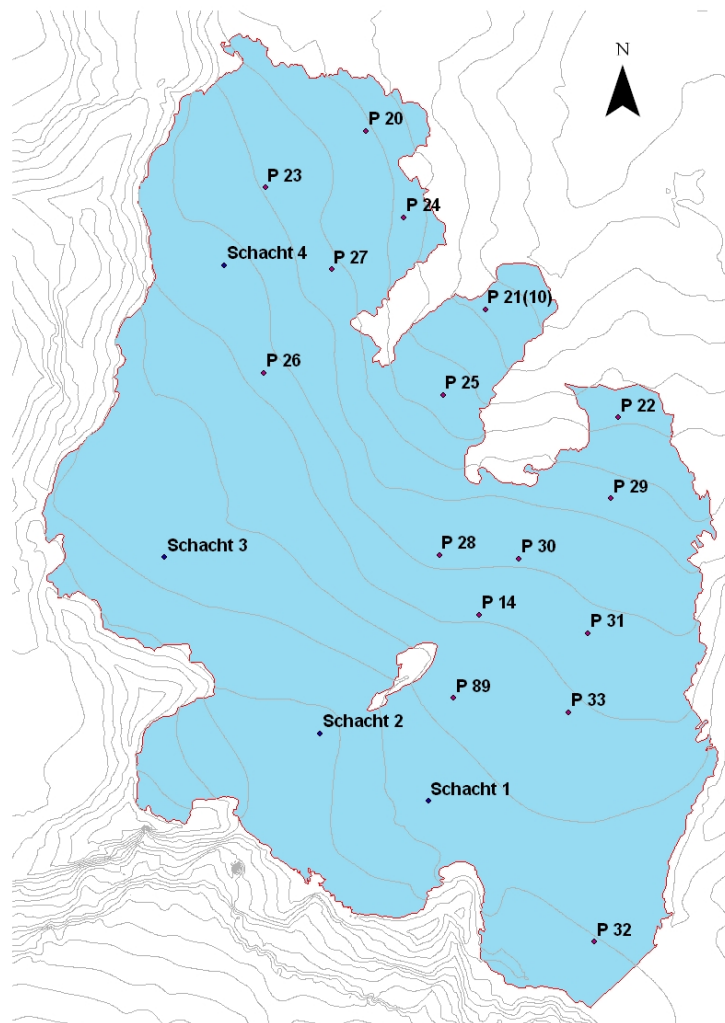 N
P 20
P 23
P 24
Schacht 4
P 27
P 21(10)
P 26
P 25
P 22
P 29
Schacht 3
P 28
P 30
P 14
P 31
P 89
P 33
Schacht 2
Schacht 1
P 32